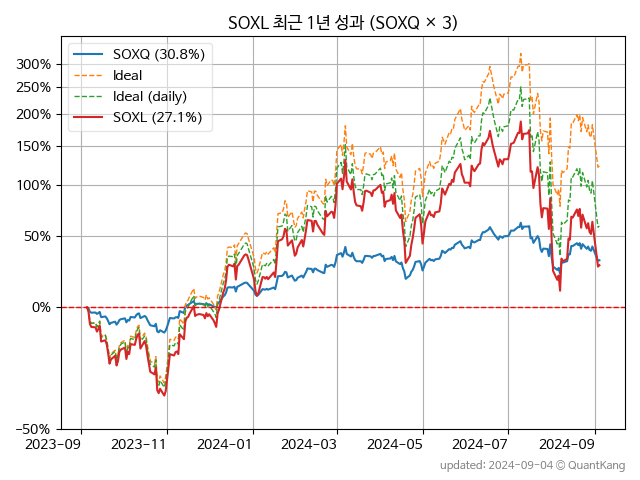 SOXL 최근 1년 성과 (SOXQ × 3)
SOXQ (30.8%)
Ideal
Ideal (daily)
SOXL (27.1%)
300%
250%
200%
150%
100%
50%
0%
−50%
2023-09 2023-11 2024-01 2024-03 2024-05 2024-07 2024-09
updated: 2024-09-04 © QuantKang